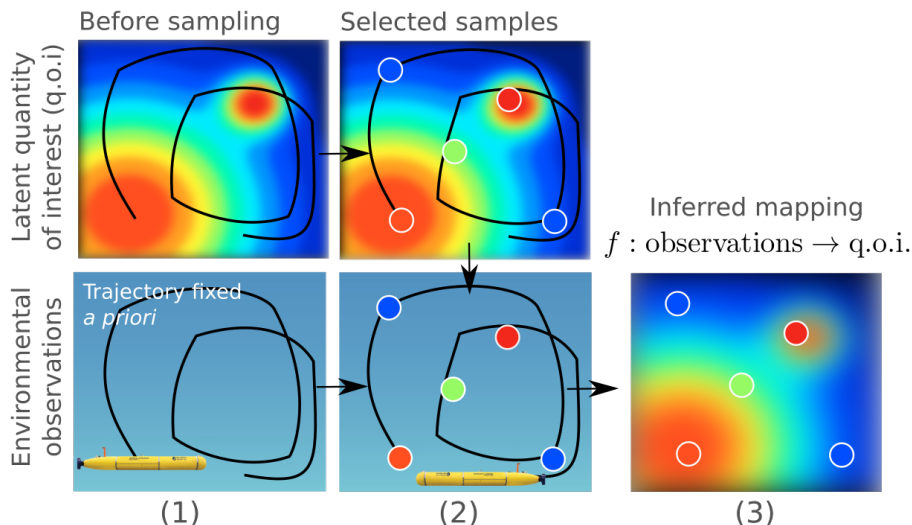 Before sampling
Selected samples
Latent quantity
of interest (q.o.i)
Inferred mapping
f : observations → q.o.i.
Trajectory fixed
a priori
Environmental
observations
(1)
(2)
(3)